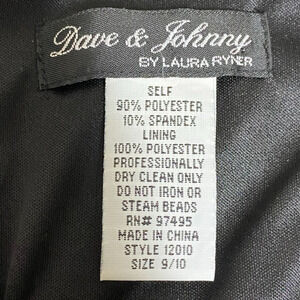 Dave & Johnny
BY LAURA RYNER
SELF
90% POLYESTER
10% SPANDEX
LINING
100% POLYESTER
PROFESSIONALLY
DRY CLEAN ONLY
DO NOT IRON OR
STEAM BEADS
RN# 97495
MADE IN CHINA
STYLE 12010
SIZE 9/10